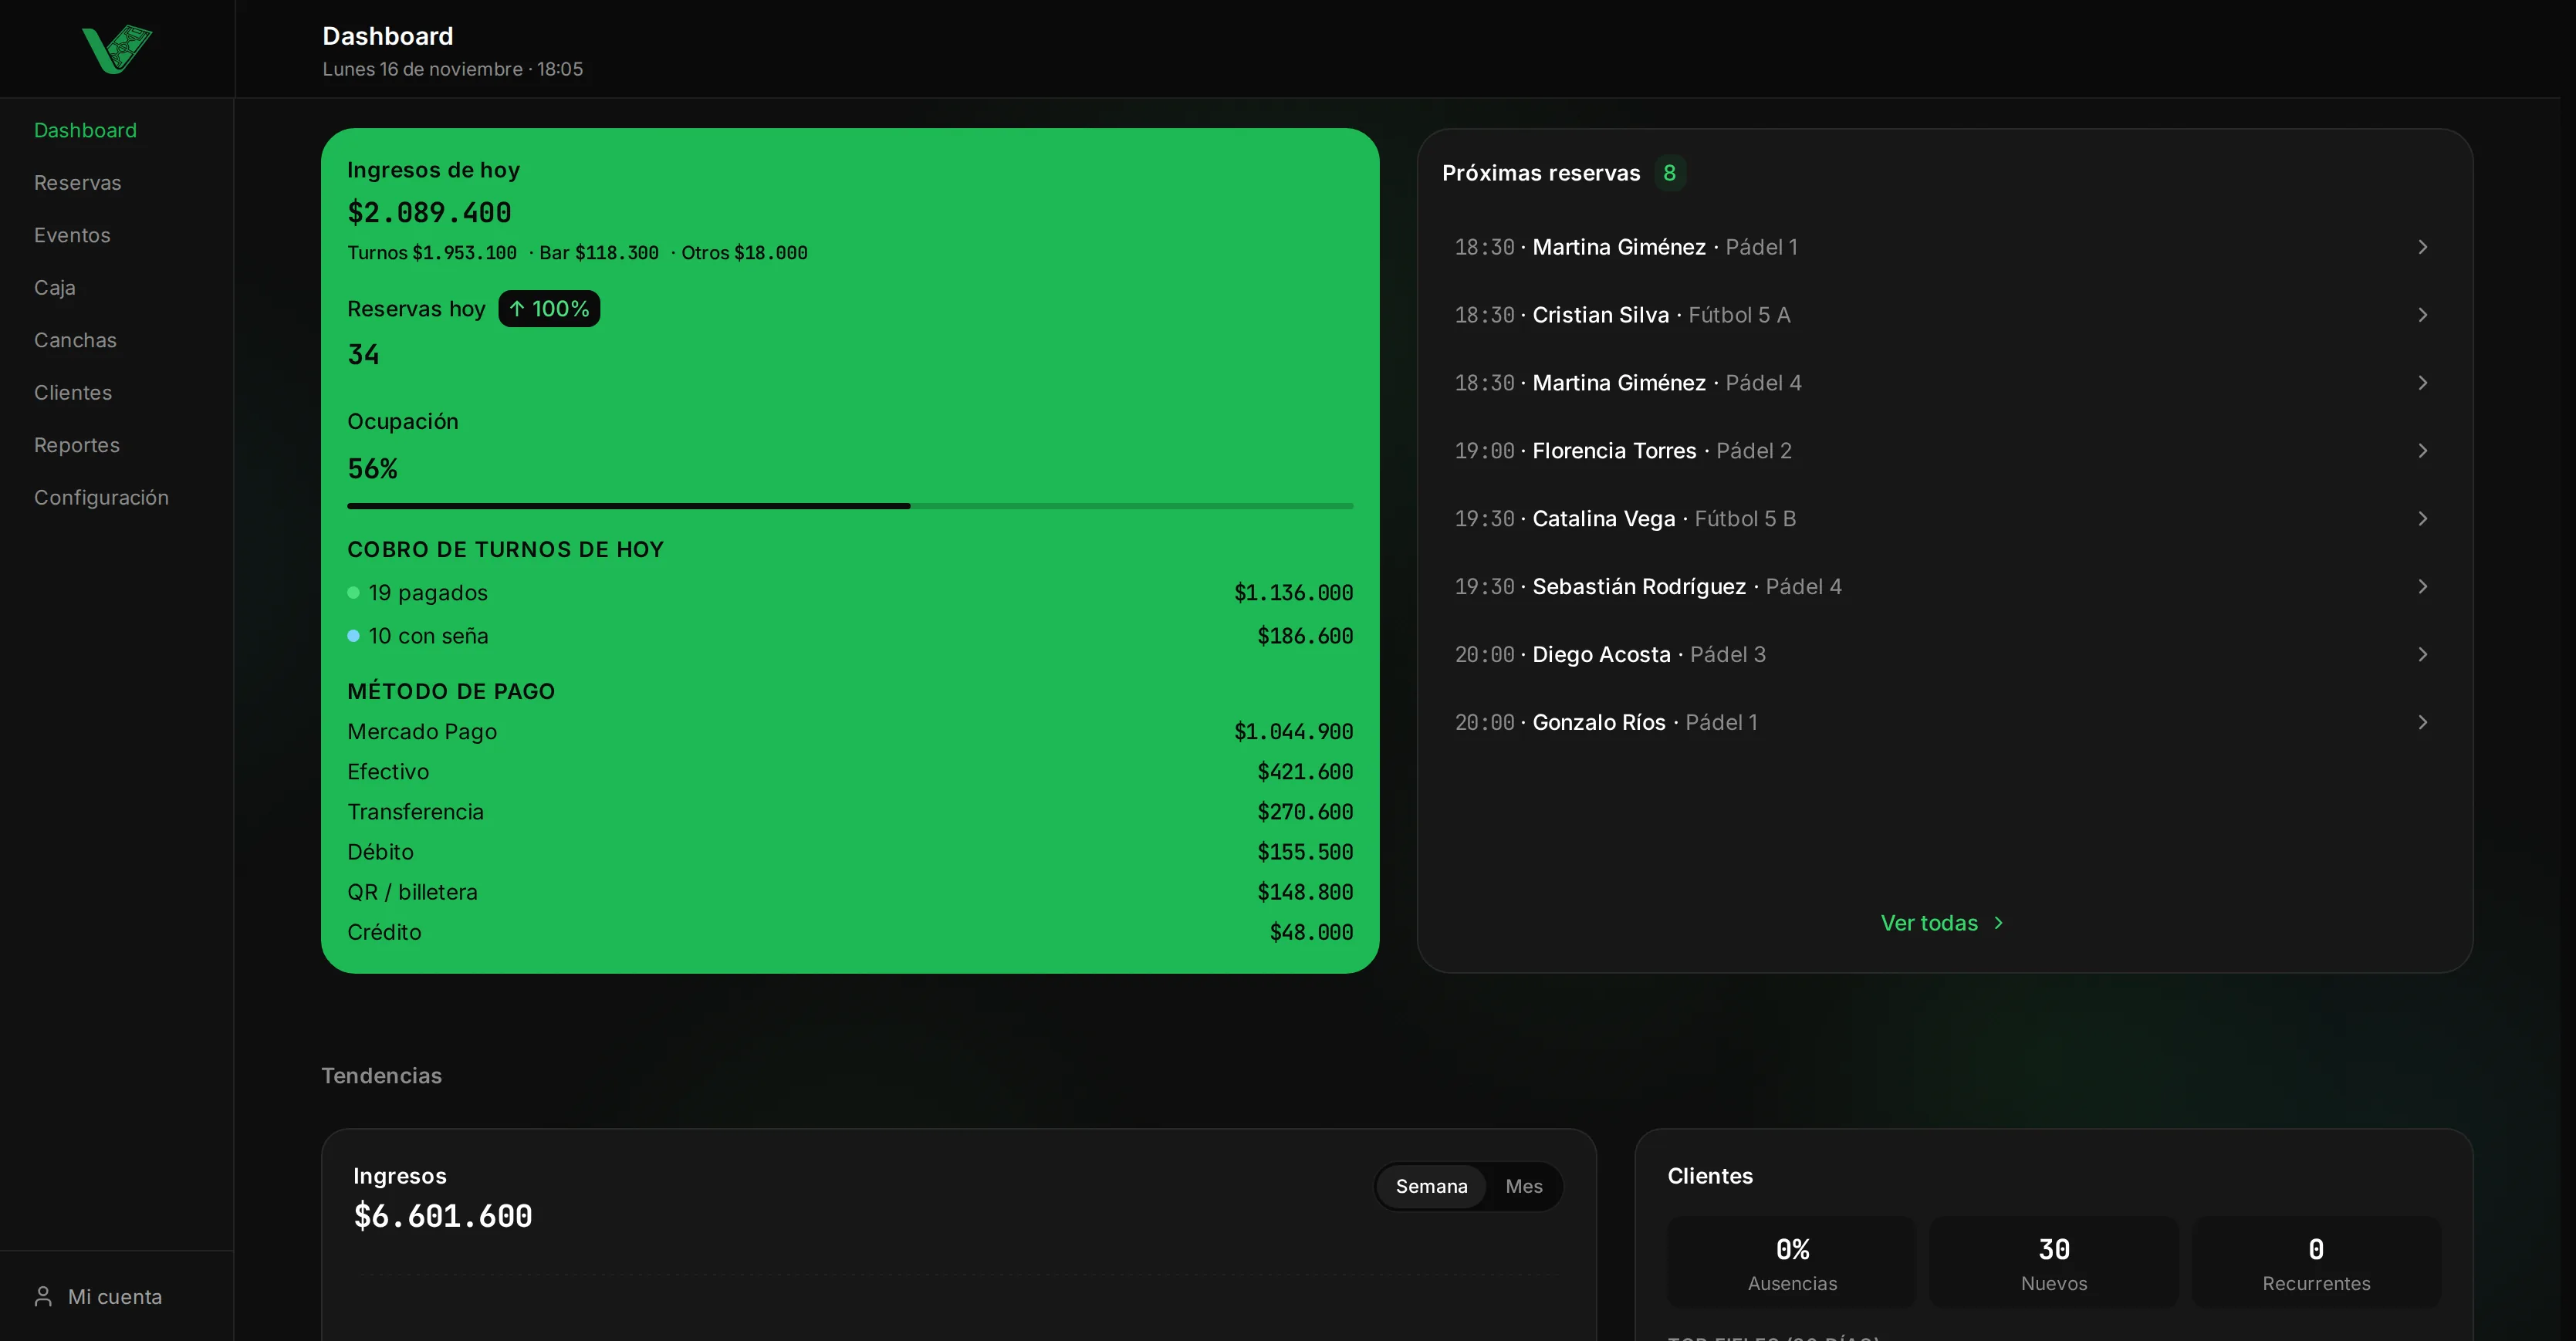 Dashboard
Lunes 16 de noviembre · 18:05
Dashboard
Reservas
Eventos
Caja
Canchas
Clientes
Reportes
Configuración
Mi cuenta
Ingresos de hoy
$2.089.400
Turnos $1.953.100 · Bar $118.300 · Otros $18.000
Reservas hoy ↑ 100%
34
Ocupación
56%
COBRO DE TURNOS DE HOY
19 pagados $1.136.000
10 con seña $186.600
MÉTODO DE PAGO
Mercado Pago $1.044.900
Efectivo $421.600
Transferencia $270.600
Débito $155.500
QR / billetera $148.800
Crédito $48.000
Próximas reservas 8
18:30 · Martina Giménez · Pádel 1
18:30 · Cristian Silva · Fútbol 5 A
18:30 · Martina Giménez · Pádel 4
19:00 · Florencia Torres · Pádel 2
19:30 · Catalina Vega · Fútbol 5 B
19:30 · Sebastián Rodríguez · Pádel 4
20:00 · Diego Acosta · Pádel 3
20:00 · Gonzalo Ríos · Pádel 1
Ver todas
Tendencias
Ingresos
$6.601.600
Semana Mes
Clientes
0% 30 0
Ausencias Nuevos Recurrentes